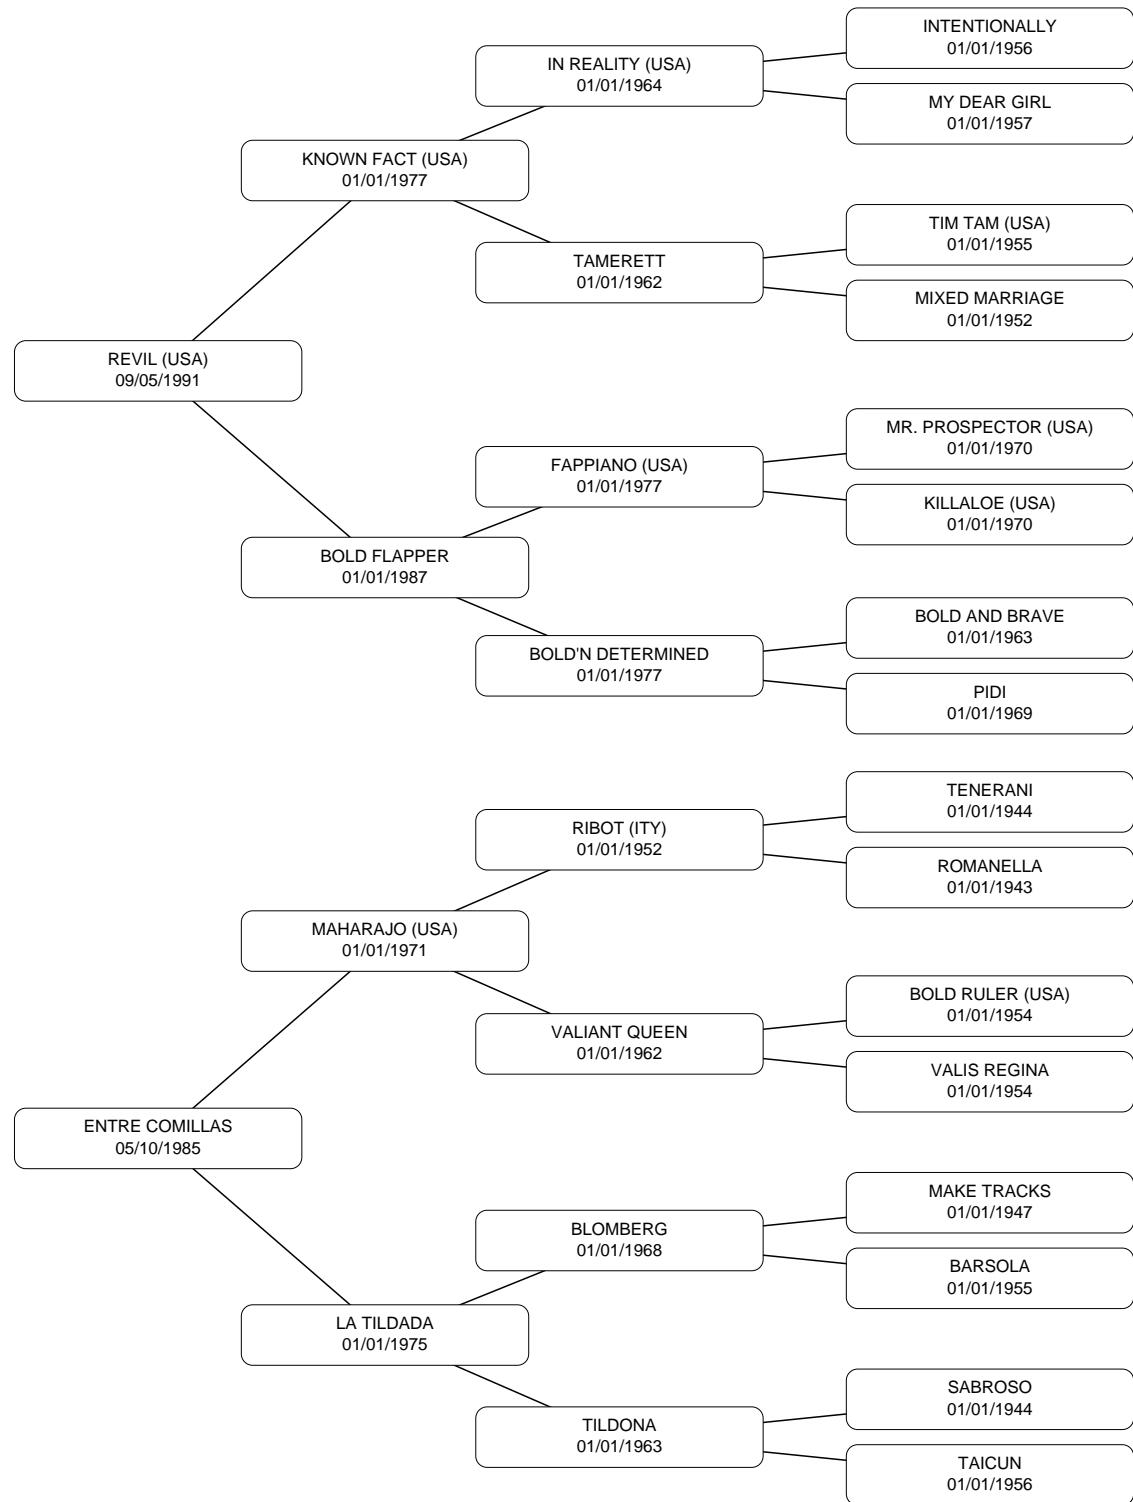 INTENTIONALLY
01/01/1956
IN REALITY (USA)
01/01/1964
MY DEAR GIRL
01/01/1957
KNOWN FACT (USA)
01/01/1977
TIM TAM (USA)
01/01/1955
TAMERETT
01/01/1962
MIXED MARRIAGE
01/01/1952
REVIL (USA)
09/05/1991
MR. PROSPECTOR (USA)
01/01/1970
FAPPIANO (USA)
01/01/1977
KILLALOE (USA)
01/01/1970
BOLD FLAPPER
01/01/1987
BOLD AND BRAVE
01/01/1963
BOLD'N DETERMINED
01/01/1977
PIDI
01/01/1969
TENERANI
01/01/1944
RIBOT (ITY)
01/01/1952
ROMANELLA
01/01/1943
MAHARAJO (USA)
01/01/1971
BOLD RULER (USA)
01/01/1954
VALIANT QUEEN
01/01/1962
VALIS REGINA
01/01/1954
ENTRE COMILLAS
05/10/1985
MAKE TRACKS
01/01/1947
BLOMBERG
01/01/1968
BARSOLA
01/01/1955
LA TILDADA
01/01/1975
SABROSO
01/01/1944
TILDONA
01/01/1963
TAICUN
01/01/1956